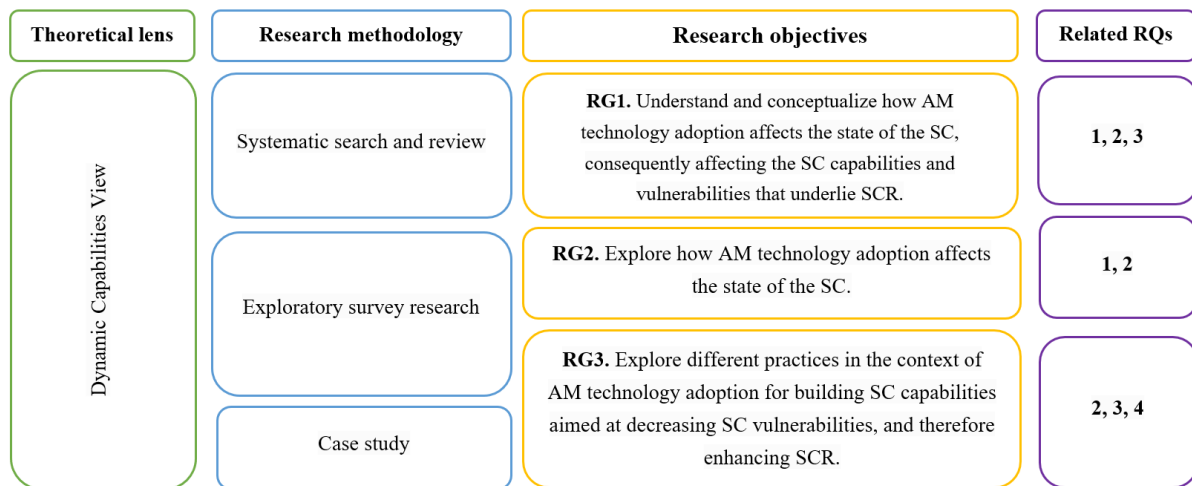 Theoretical lens
Research methodology
Research objectives
Related RQs
Dynamic Capabilities View
Systematic search and review
RG1. Understand and conceptualize how AM
technology adoption affects the state of the SC,
consequently affecting the SC capabilities and
vulnerabilities that underlie SCR.
1, 2, 3
Exploratory survey research
RG2. Explore how AM technology adoption affects
the state of the SC.
1, 2
Case study
RG3. Explore different practices in the context of
AM technology adoption for building SC capabilities
aimed at decreasing SC vulnerabilities, and therefore
enhancing SCR.
2, 3, 4